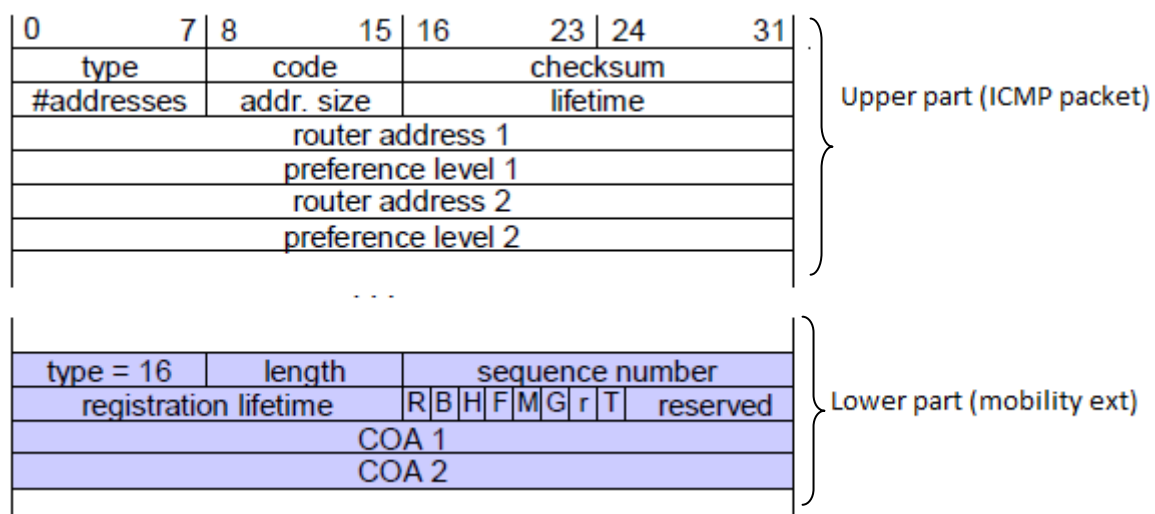 0 7 8 15 16 23 24 31
type code checksum
#addresses addr. size lifetime
Upper part (ICMP packet)
router address 1
preference level 1
router address 2
preference level 2
. . .
type = 16 length sequence number
registration lifetime R B H F M G r T reserved
Lower part (mobility ext)
COA 1
COA 2